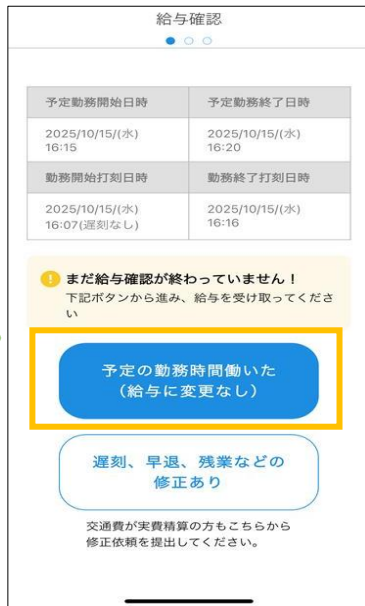 給与確認
予定勤務開始日時
予定勤務終了日時
2025/10/15/(水)
16:15
2025/10/15/(水)
16:20
勤務開始打刻日時
勤務終了打刻日時
2025/10/15/(水)
16:07(遅刻なし)
2025/10/15/(水)
16:16
! まだ給与確認が終わっていません！
下記ボタンから進み、給与を受け取ってくださ
い
予定の勤務時間働いた
（給与に変更なし）
遅刻、早退、残業などの
修正あり
交通費が実費精算の方もこちらから
修正依頼を提出してください。